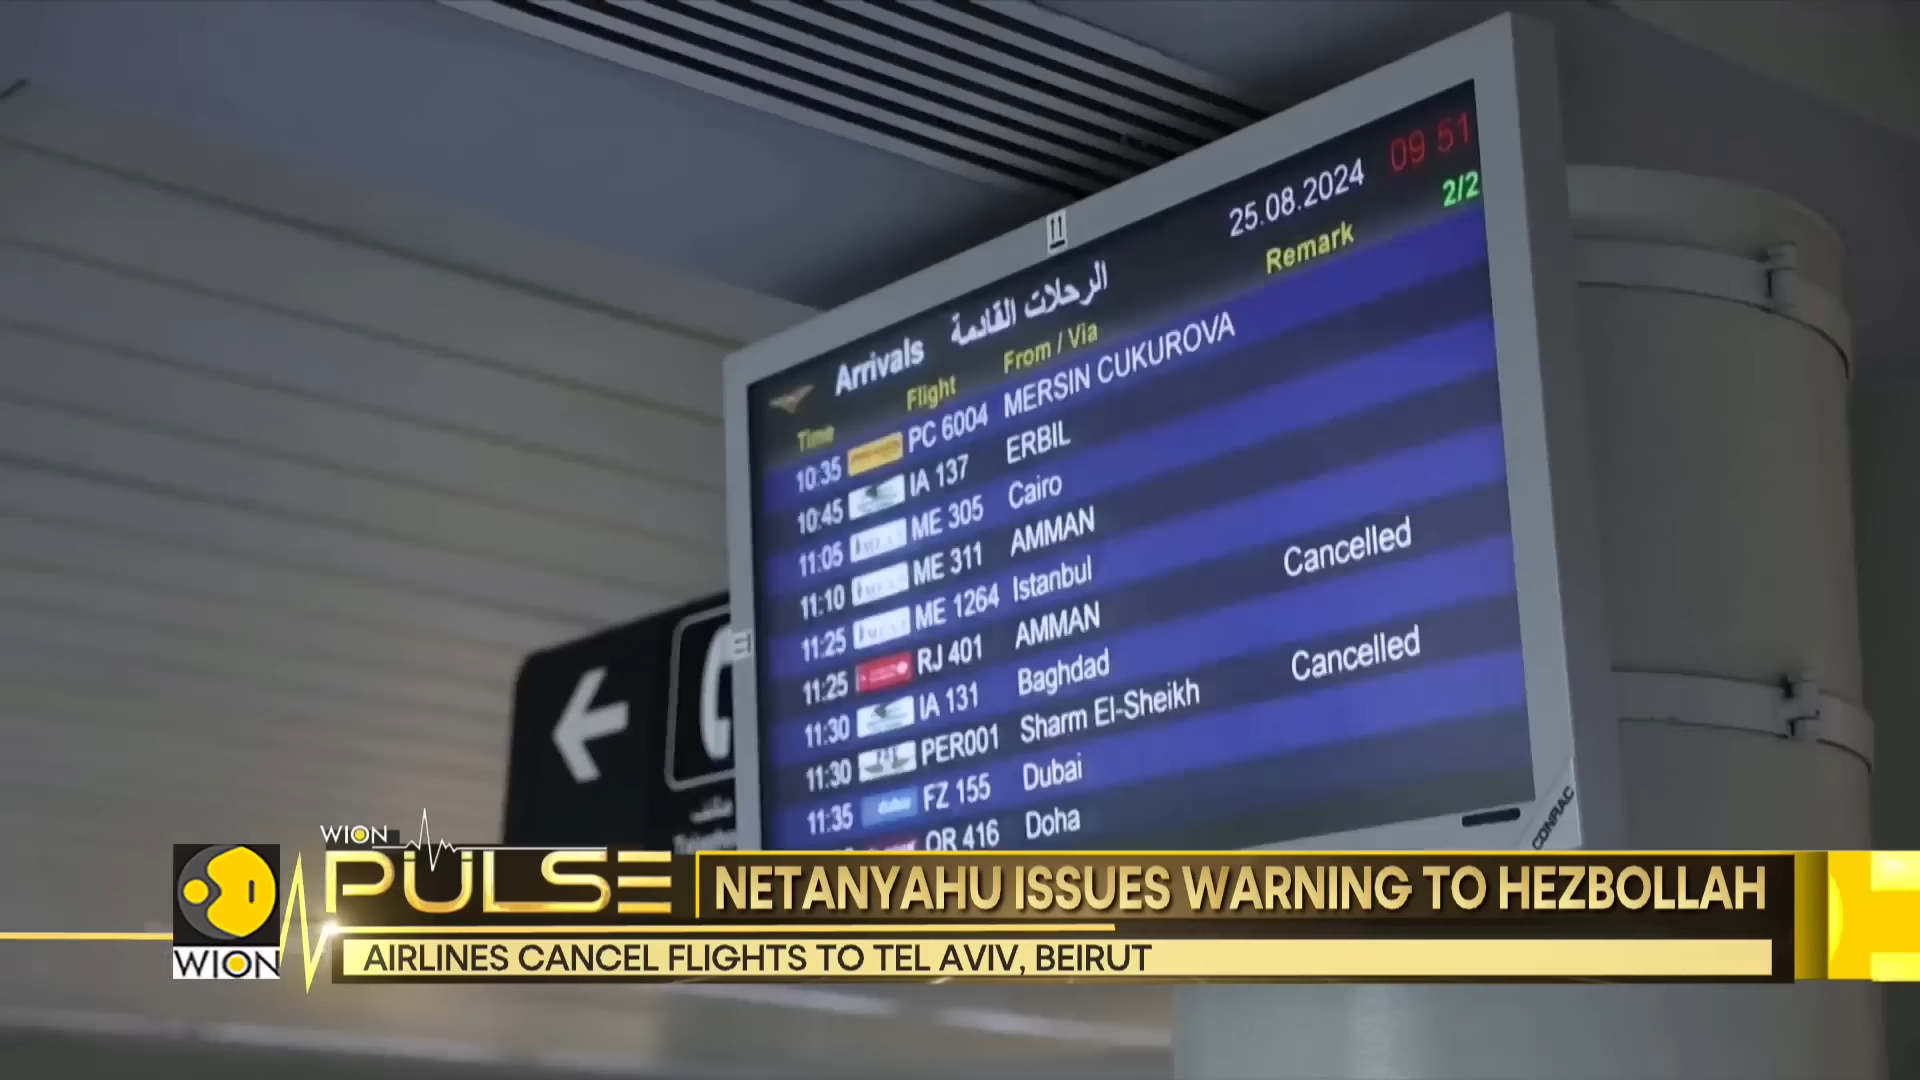 09 51
25.08.2024
2/2
Arrivals الرحلات القادمة
Time Flight From / Via Remark
10:35 PC 6004 MERSIN CUKUROVA
10:45 IA 137 ERBIL
11:05 ME 305 Cairo
11:10 ME 311 AMMAN
11:25 ME 1264 Istanbul
11:25 RJ 401 AMMAN Cancelled
11:30 IA 131 Baghdad
11:30 PER001 Sharm El-Sheikh Cancelled
11:35 FZ 155 Dubai
QR 416 Doha
CONRAC
WION
PULSE
NETANYAHU ISSUES WARNING TO HEZBOLLAH
WION
AIRLINES CANCEL FLIGHTS TO TEL AVIV, BEIRUT